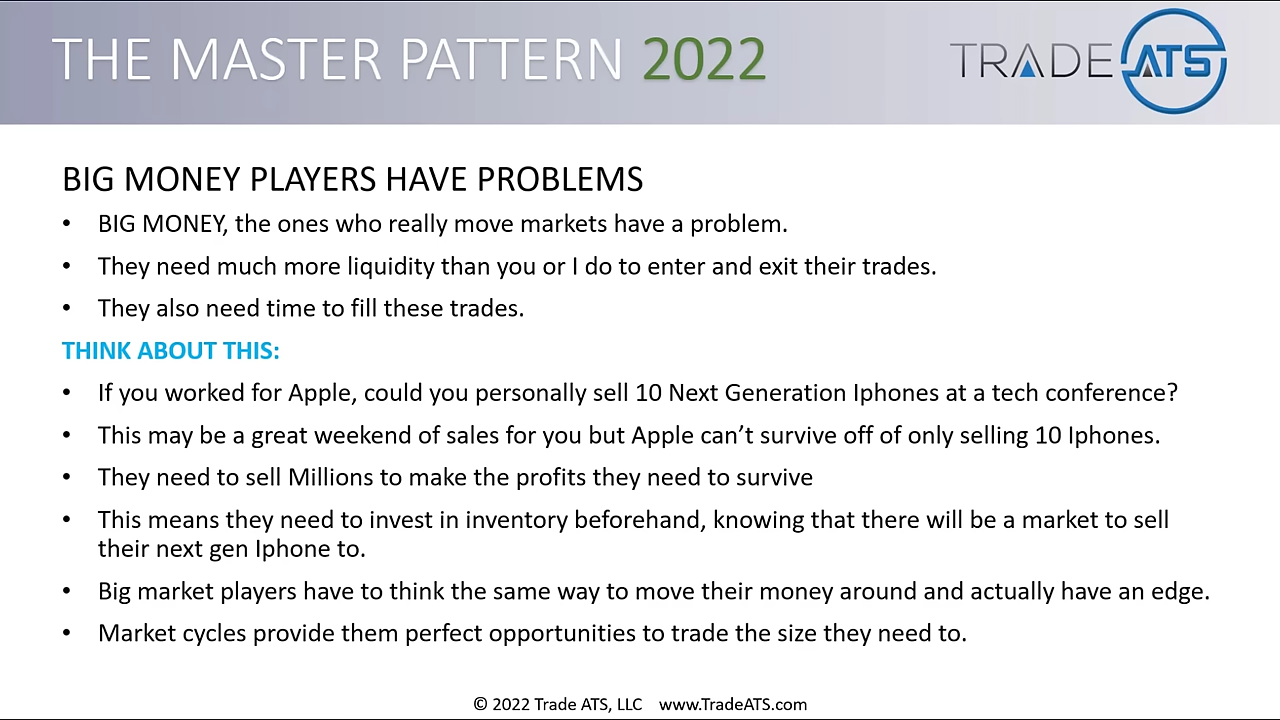 THE MASTER PATTERN 2022
TRADE ATS
BIG MONEY PLAYERS HAVE PROBLEMS
• BIG MONEY, the ones who really move markets have a problem.
• They need much more liquidity than you or I do to enter and exit their trades.
• They also need time to fill these trades.
THINK ABOUT THIS:
• If you worked for Apple, could you personally sell 10 Next Generation Iphones at a tech conference?
• This may be a great weekend of sales for you but Apple can’t survive off of only selling 10 Iphones.
• They need to sell Millions to make the profits they need to survive
• This means they need to invest in inventory beforehand, knowing that there will be a market to sell
their next gen Iphone to.
• Big market players have to think the same way to move their money around and actually have an edge.
• Market cycles provide them perfect opportunities to trade the size they need to.
© 2022 Trade ATS, LLC www.TradeATS.com